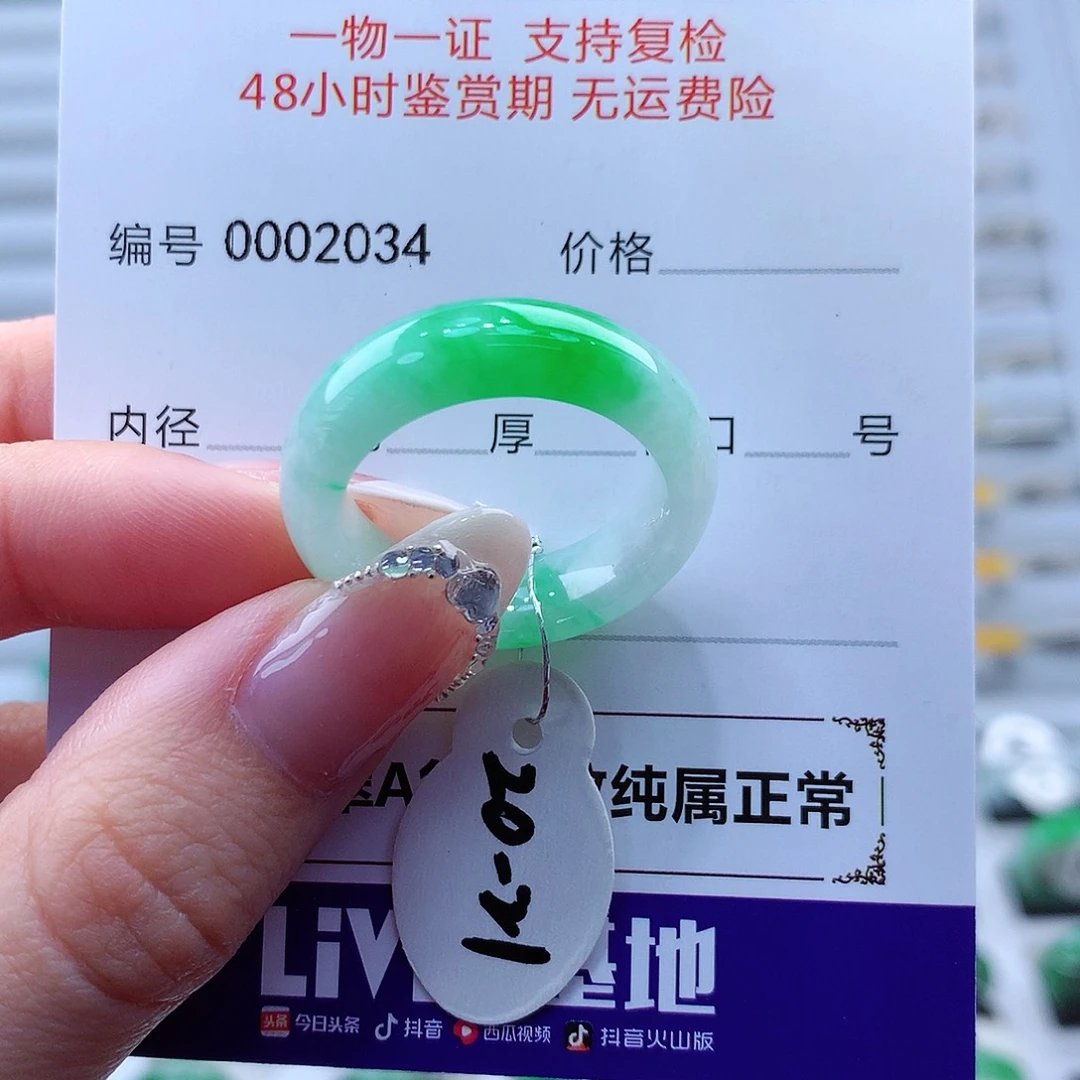 一物一证 支持复检
48小时鉴赏期 无运费险
编号 0002034 价格
内径 厚 口 号
A 纯属正常
LiV 基地
头条 今日头条 抖音 西瓜视频 抖音火山版